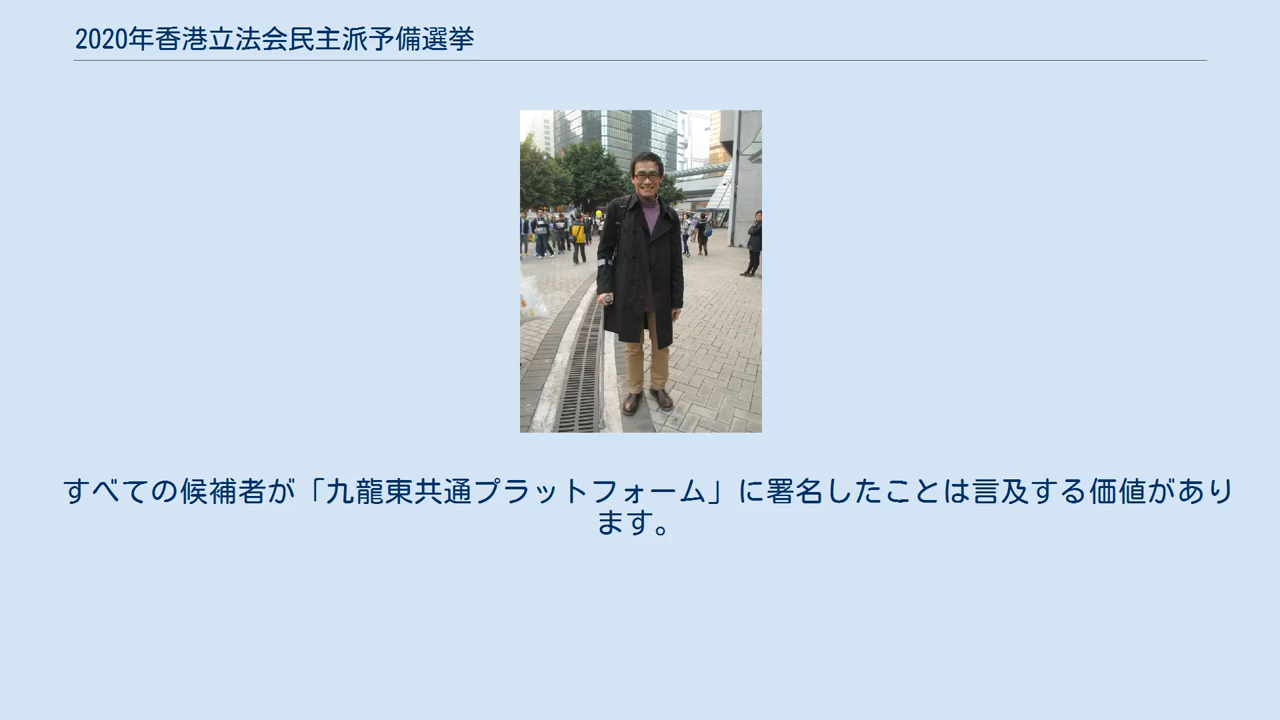 2020年香港立法会民主派予備選挙
すべての候補者が「九龍東共通プラットフォーム」に署名したことは言及する価値があり
ます。